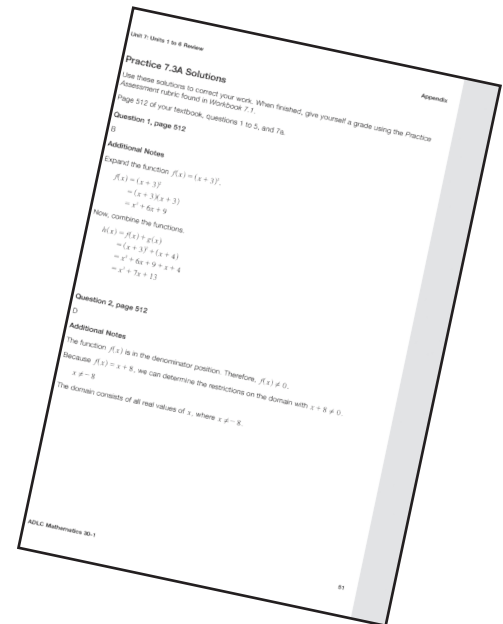 Unit 7: Units 1 to 6 Review
Appendix
Practice 7.3A Solutions
Use these solutions to correct your work. When finished, give yourself a grade using the Practice
Assessment rubric found in Workbook 7.1.
Page 512 of your textbook, questions 1 to 5, and 7a.
Question 1, page 512
B
Additional Notes
Expand the function f(x) = (x + 3)².
f(x) = (x + 3)²
= (x + 3)(x + 3)
= x² + 6x + 9
Now, combine the functions.
h(x) = f(x) + g(x)
= (x + 3)² + (x + 4)
= x² + 6x + 9 + x + 4
= x² + 7x + 13
Question 2, page 512
D
Additional Notes
The function f(x) is in the denominator position. Therefore, f(x) ≠ 0.
Because f(x) = x + 8, we can determine the restrictions on the domain with x + 8 ≠ 0.
x ≠ − 8
The domain consists of all real values of x, where x ≠ − 8.
ADLC Mathematics 30-1
51